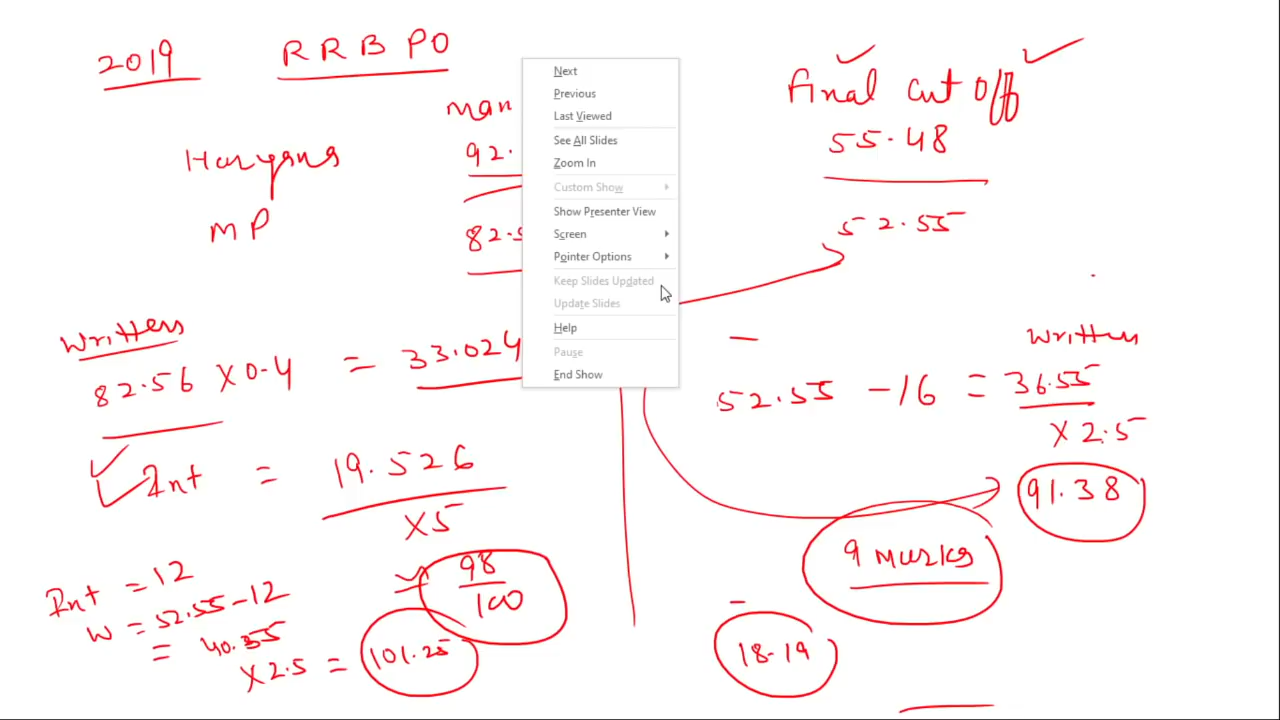 2019 RRB PO
Final Cut Off
55.48
Haryana 92.
MP 82.5
52.55
Next
Previous
Last Viewed
See All Slides
Zoom In
Custom Show
Show Presenter View
Screen
Pointer Options
Keep Slides Updated
Update Slides
Help
Pause
End Show
Written
82.56 X 0.4 = 33.024
Int = 19.526
X5
98
100
Int = 12
W = 52.55-12
= 40.55
X 2.5 = 101.25
Written
52.55 - 16 = 36.55
X 2.5
91.38
9 Marks
18-19